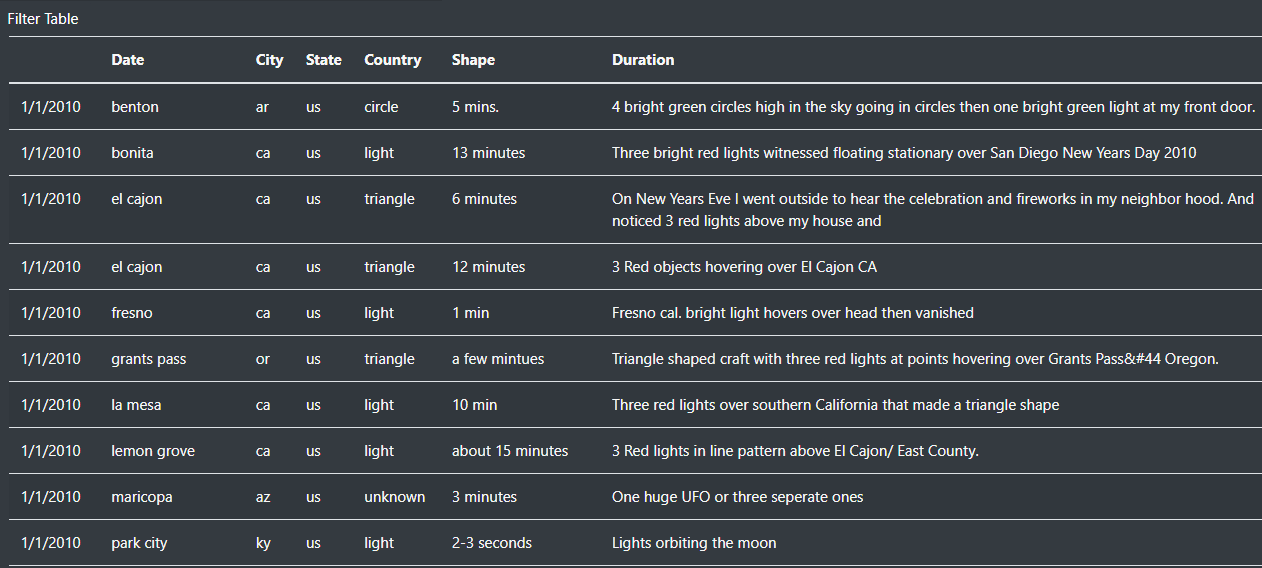 Filter Table
Date City State Country Shape Duration
1/1/2010 benton ar us circle 5 mins. 4 bright green circles high in the sky going in circles then one bright green light at my front door.
1/1/2010 bonita ca us light 13 minutes Three bright red lights witnessed floating stationary over San Diego New Years Day 2010
1/1/2010 el cajon ca us triangle 6 minutes On New Years Eve I went outside to hear the celebration and fireworks in my neighbor hood. And
noticed 3 red lights above my house and
1/1/2010 el cajon ca us triangle 12 minutes 3 Red objects hovering over El Cajon CA
1/1/2010 fresno ca us light 1 min Fresno cal. bright light hovers over head then vanished
1/1/2010 grants pass or us triangle a few mintues Triangle shaped craft with three red lights at points hovering over Grants Pass&#44 Oregon.
1/1/2010 la mesa ca us light 10 min Three red lights over southern California that made a triangle shape
1/1/2010 lemon grove ca us light about 15 minutes 3 Red lights in line pattern above El Cajon/ East County.
1/1/2010 maricopa az us unknown 3 minutes One huge UFO or three seperate ones
1/1/2010 park city ky us light 2-3 seconds Lights orbiting the moon